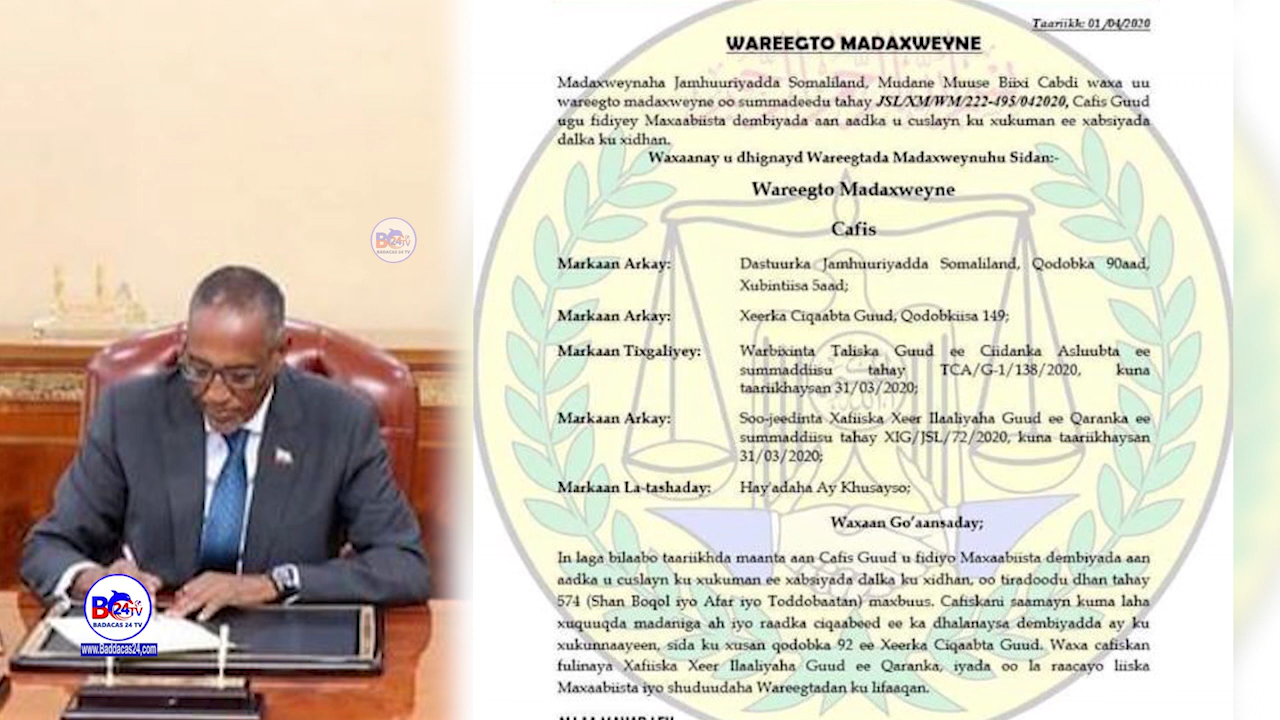 BC24TV
BADACAS 24 TV
BC24TV
BADACAS 24 TV
www.Baddacas24.com
Taariikh: 01/04/2020
WAREEGTO MADAXWEYNE
Madaxweynaha Jamhuuriyadda Somaliland, Mudane Muuse Biixi Cabdi waxa uu
wareegto madaxweyne oo summadeedu tahay JSL/XM/WM/222-495/042020, Cafis Guud
ugu fidiyey Maxaabiista dembiyada aan aadka u cuslayn ku xukuman ee xabsiyada
dalka ku xidhan.
Waxaanay u dhignayd Wareegtada Madaxweynuhu Sidan:-
Wareegto Madaxweyne
Cafis
Markaan Arkay: Dastuurka Jamhuuriyadda Somaliland, Qodobka 90aad,
Xubintiisa 5aad;
Markaan Arkay: Xeerka Ciqaabta Guud, Qodobkiisa 149;
Markaan Tixgaliyey: Warbixinta Taliska Guud ee Ciidanka Asluubta ee
summaddiisu tahay TCA/G-1/138/2020, kuna
taariikhaysan 31/03/2020;
Markaan Arkay: Soo-jeedinta Xafiiska Xeer Ilaaliyaha Guud ee Qaranka ee
summaddiisu tahay XIG/JSL/72/2020, kuna taariikhaysan
31/03/2020;
Markaan La-tashaday: Hay'adaha Ay Khusayso;
Waxaan Go'aansaday;
In laga bilaabo taariikhda maanta aan Cafis Guud u fidiyo Maxaabiista dembiyada aan
aadka u cuslayn ku xukuman ee xabsiyada dalka ku xidhan, oo tiradoodu dhan tahay
574 (Shan Boqol iyo Afar iyo Toddobaatan) maxbuus. Cafiskani saamayn kuma laha
xuquuqda madaniga ah iyo raadka ciqaabeed ee ka dhalanaysa dembiyadda ay ku
xukunnaayeen, sida ku xusan qodobka 92 ee Xeerka Ciqaabta Guud. Waxa cafiskan
fulinaya Xafiiska Xeer Ilaaliyaha Guud ee Qaranka, iyada oo la raacayo liiska
Maxaabiista iyo shuduudaha Wareegtadan ku lifaaqan.